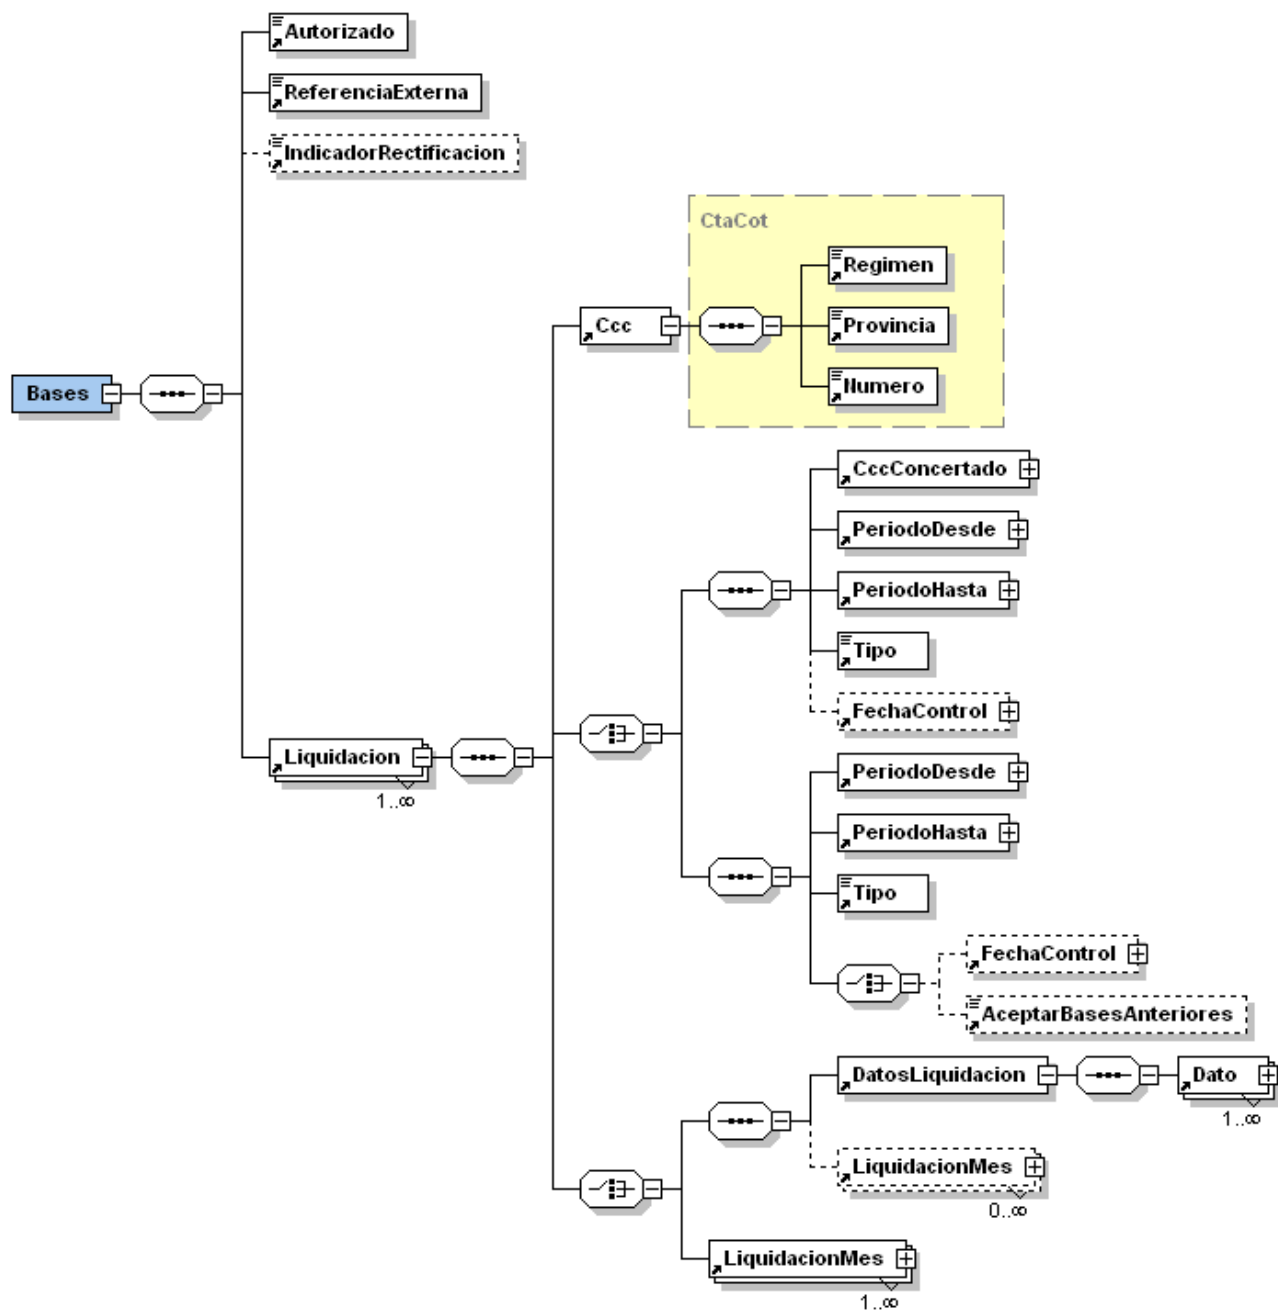 Autorizado
ReferenciaExterna
IndicadorRectificacion
CtaCot
Regimen
Ccc
Provincia
Numero
Bases
CccConcertado
PeriodoDesde
PeriodoHasta
Tipo
FechaControl
Liquidacion
1..∞
PeriodoDesde
PeriodoHasta
Tipo
FechaControl
AceptarBasesAnteriores
DatosLiquidacion
Dato
1..∞
LiquidacionMes
0..∞
LiquidacionMes
1..∞